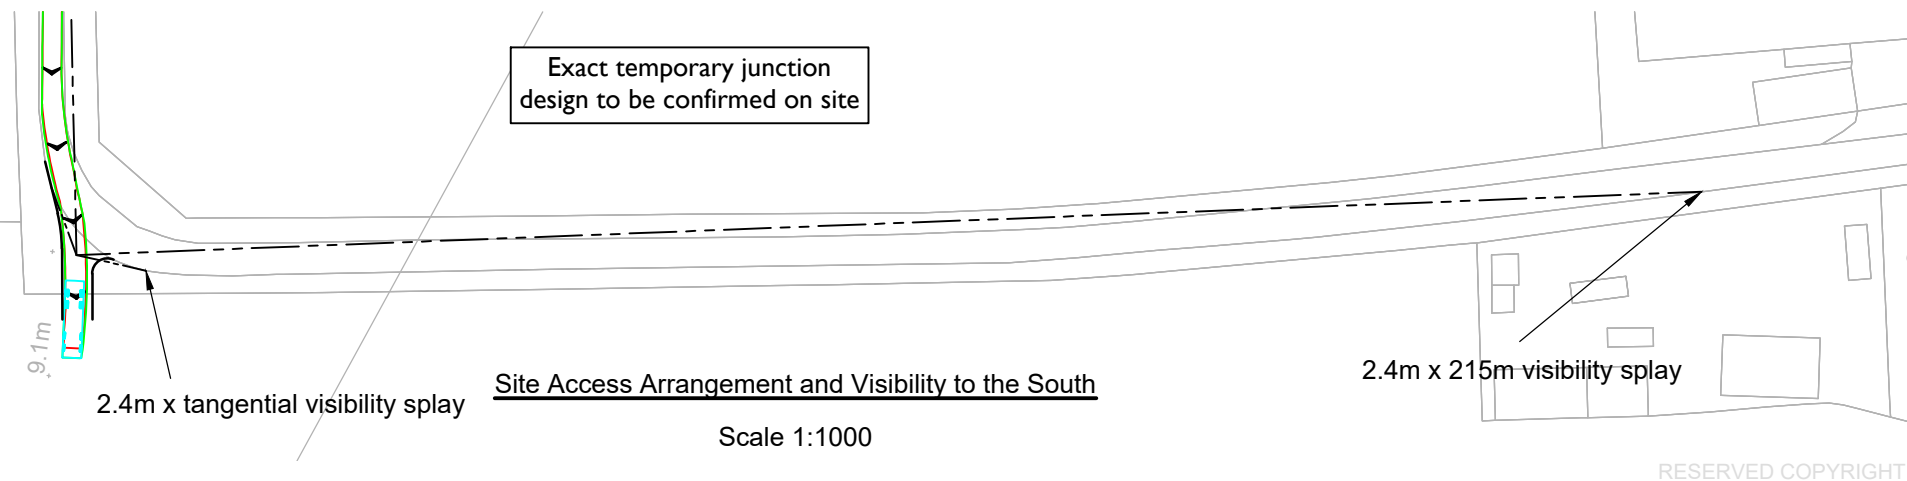 Exact temporary junction
design to be confirmed on site
9.1m
2.4m x tangential visibility splay
Site Access Arrangement and Visibility to the South
Scale 1:1000
2.4m x 215m visibility splay
RESERVED COPYRIGHT